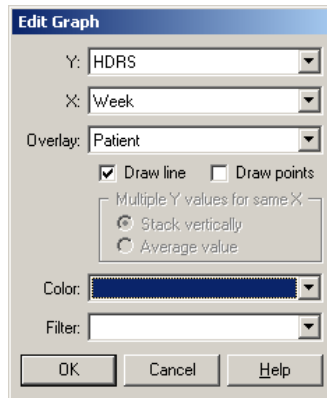 Edit Graph
Y: HDRS
X: Week
Overlay: Patient
Draw line Draw points
Multiple Y values for same X
Stack vertically
Average value
Color:
Filter:
OK Cancel Help